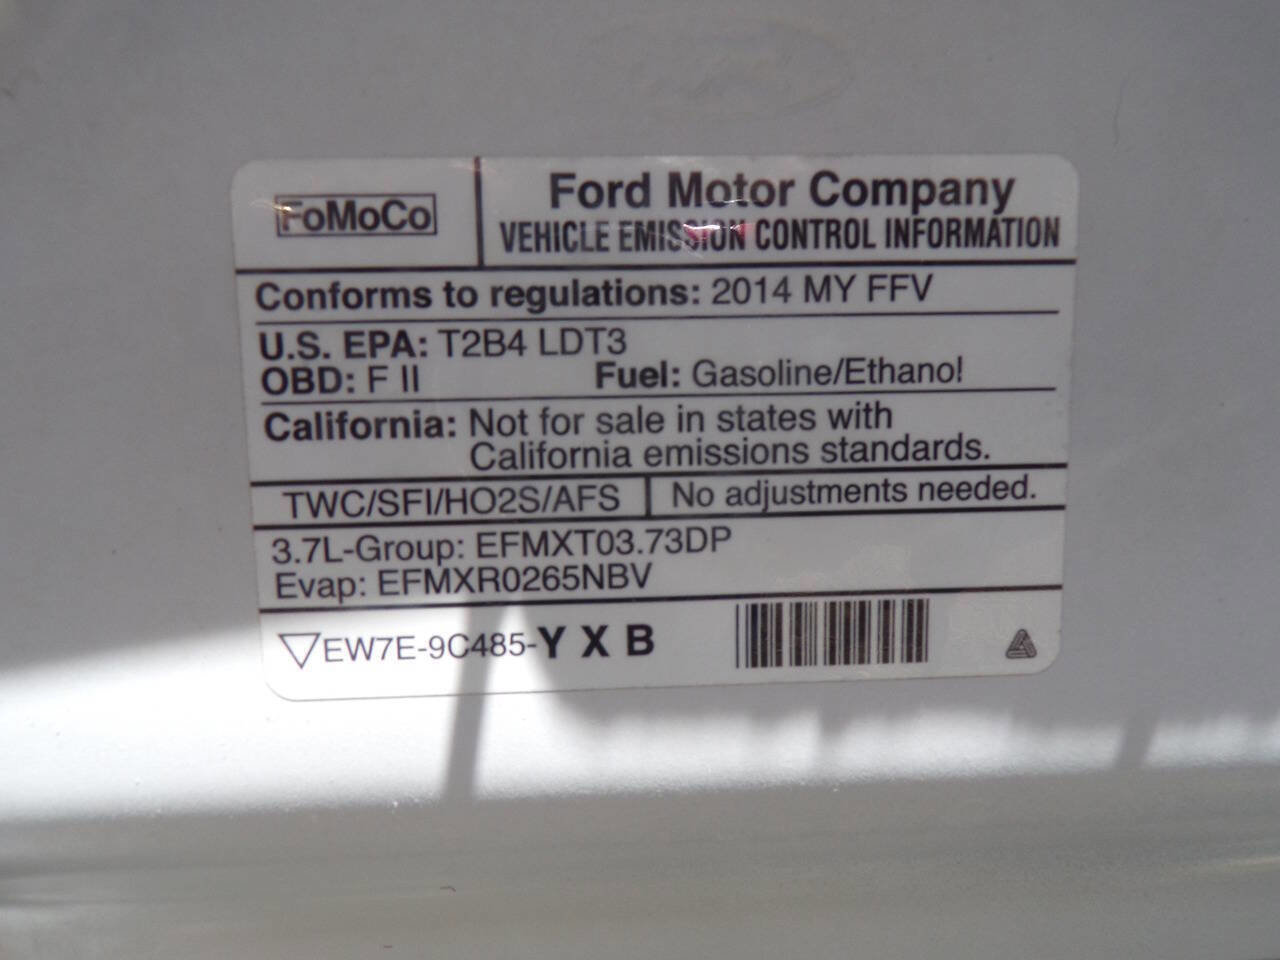 FoMoCo
Ford Motor Company
VEHICLE EMISSION CONTROL INFORMATION
Conforms to regulations: 2014 MY FFV
U.S. EPA: T2B4 LDT3
OBD: F II Fuel: Gasoline/Ethanol
California: Not for sale in states with
California emissions standards.
TWC/SFI/HO2S/AFS No adjustments needed.
3.7L-Group: EFMXT03.73DP
Evap: EFMXR0265NBV
EW7E-9C485-Y X B